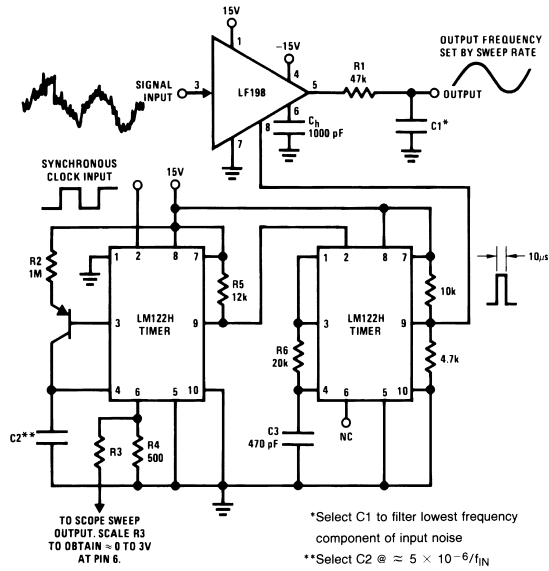 15V
1
-15V
4
OUTPUT FREQUENCY
SET BY SWEEP RATE
SIGNAL
INPUT
3
LF198
5
R1
47k
OUTPUT
6
8
7
Ch
1000 pF
C1*
SYNCHRONOUS
CLOCK INPUT
15V
R2
1M
1
2
8
7
R5
12k
LM122H
TIMER
3
9
4
6
5
10
C2**
R3
R4
500
1
2
8
7
10k
10µs
LM122H
TIMER
3
9
R6
20k
4.7k
4
6
5
10
C3
470 pF
NC
TO SCOPE SWEEP
OUTPUT. SCALE R3
TO OBTAIN ≈ 0 TO 3V
AT PIN 6.
*Select C1 to filter lowest frequency
component of input noise
**Select C2 @ ≈ 5 × 10⁻⁶/fIN